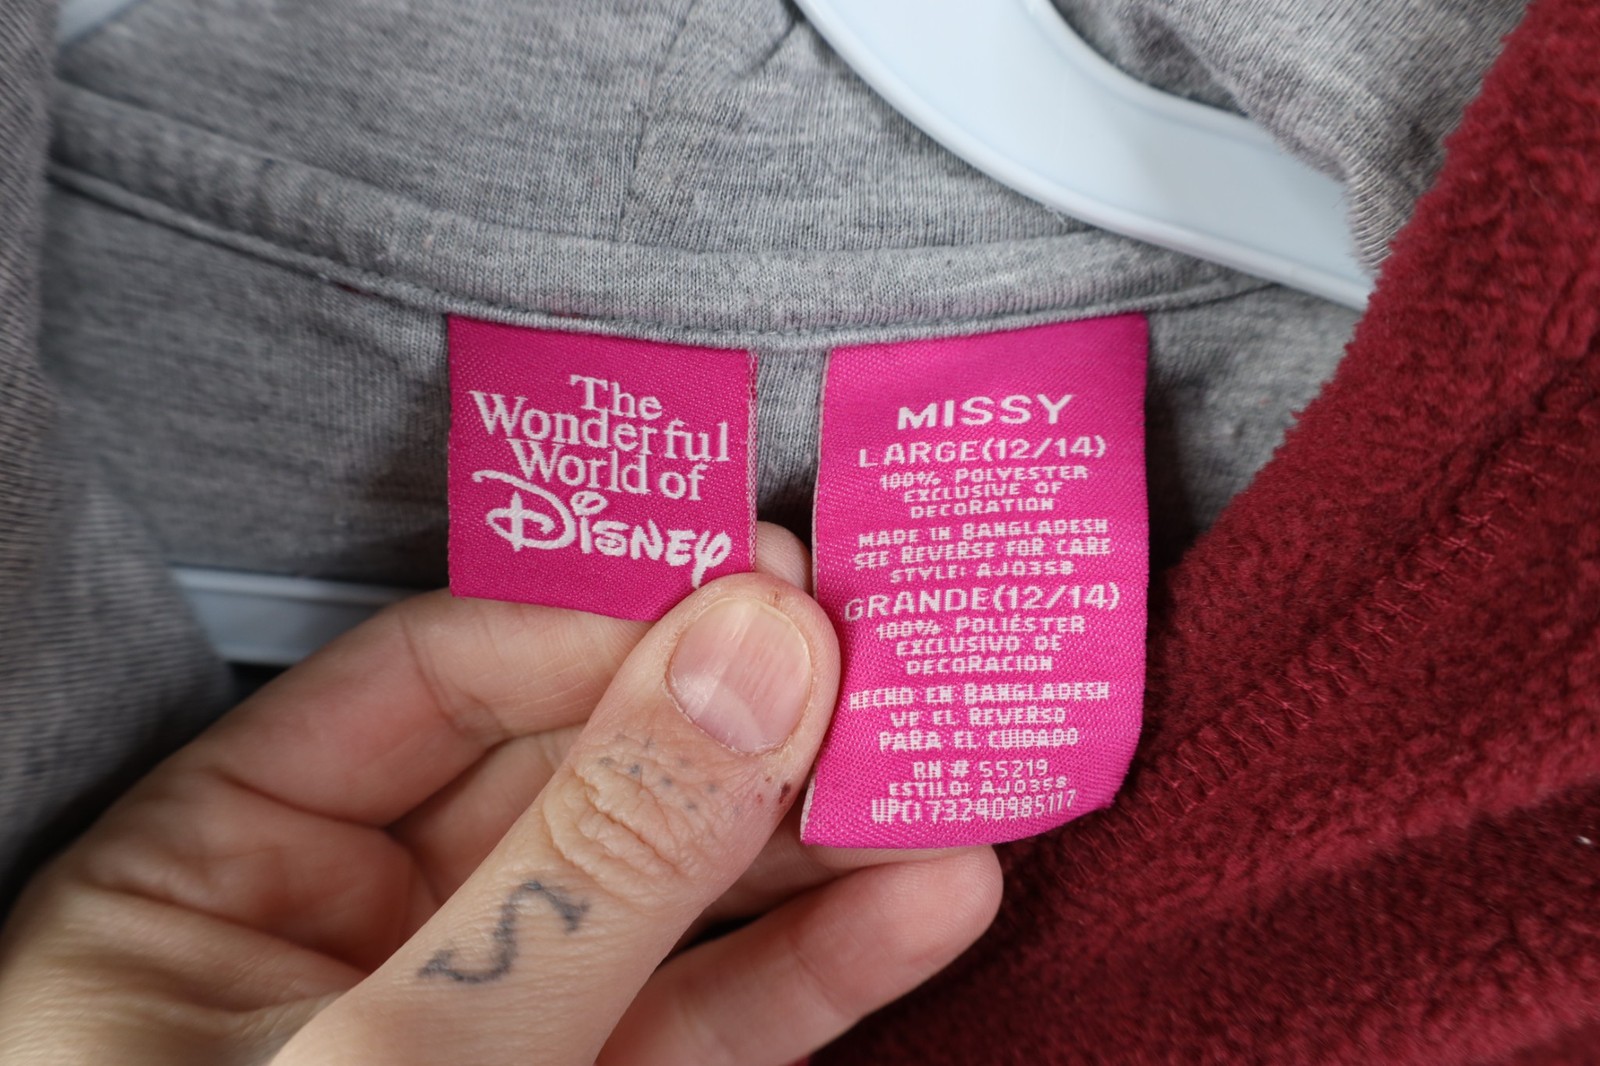 The
Wonderful
World of
Disney
MISSY
LARGE(12/14)
100% POLYESTER
EXCLUSIVE OF
DECORATION
MADE IN BANGLADESH
SEE REVERSE FOR CARE
STYLE: AJ0358
GRANDE(12/14)
100% POLIÉSTER
EXCLUSIVO DE
DECORACION
HECHO EN BANGLADESH
VE EL REVERSO
PARA EL CUIDADO
RN # 55219
ESTILO: AJ0358
UPC: 73240985117
S